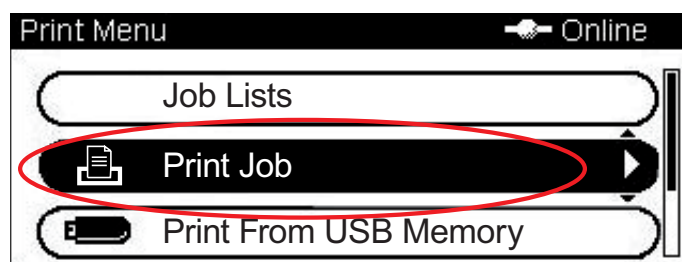 Print Menu Online
Job Lists
Print Job
Print From USB Memory